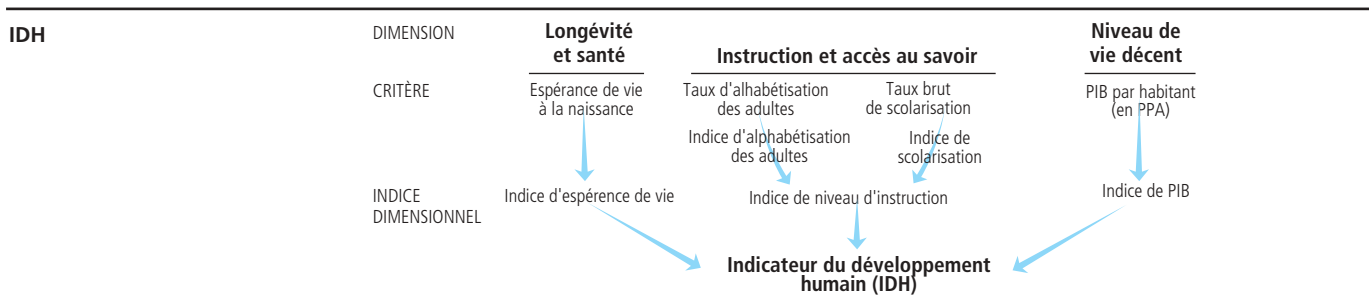 IDH
DIMENSION
Longévité
et santé
Instruction et accès au savoir
Niveau de
vie décent
CRITÈRE
Espérance de vie
à la naissance
Taux d'alhabétisation
des adultes
Taux brut
de scolarisation
PIB par habitant
(en PPA)
Indice d'alphabétisation
des adultes
Indice de
scolarisation
INDICE
DIMENSIONNEL
Indice d'espérence de vie
Indice de niveau d'instruction
Indice de PIB
Indicateur du développement
humain (IDH)